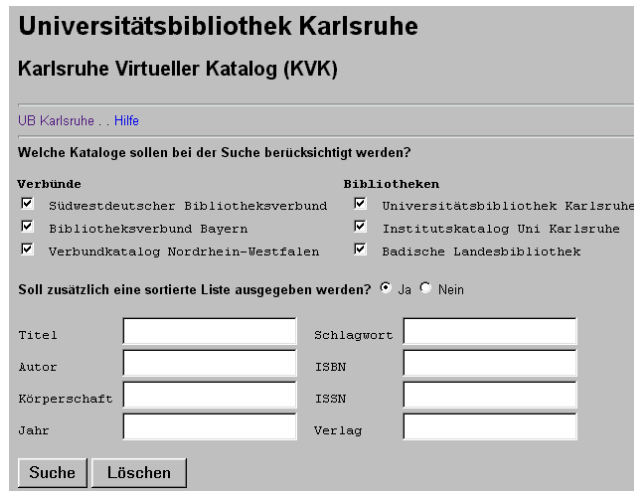 Universitätsbibliothek Karlsruhe
Karlsruhe Virtueller Katalog (KVK)
UB Karlsruhe . . Hilfe
Welche Kataloge sollen bei der Suche berücksichtigt werden?
Verbünde Bibliotheken
Südwestdeutscher Bibliotheksverbund Universitätsbibliothek Karlsruhe
Bibliotheksverbund Bayern Institutskatalog Uni Karlsruhe
Verbundkatalog Nordrhein-Westfalen Badische Landesbibliothek
Soll zusätzlich eine sortierte Liste ausgegeben werden? Ja Nein
Titel Schlagwort
Autor ISBN
Körperschaft ISSN
Jahr Verlag
Suche Löschen